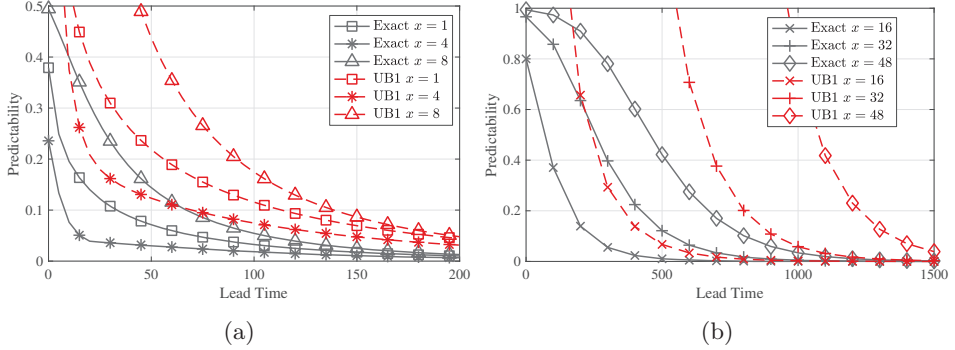 0.5
0.4
0.3
0.2
0.1
0
Predictability
0
50
100
150
200
Lead Time
Exact x = 1
Exact x = 4
Exact x = 8
UB1 x = 1
UB1 x = 4
UB1 x = 8
(a)
1
0.8
0.6
0.4
0.2
0
Predictability
0
500
1000
1500
Lead Time
Exact x = 16
Exact x = 32
Exact x = 48
UB1 x = 16
UB1 x = 32
UB1 x = 48
(b)